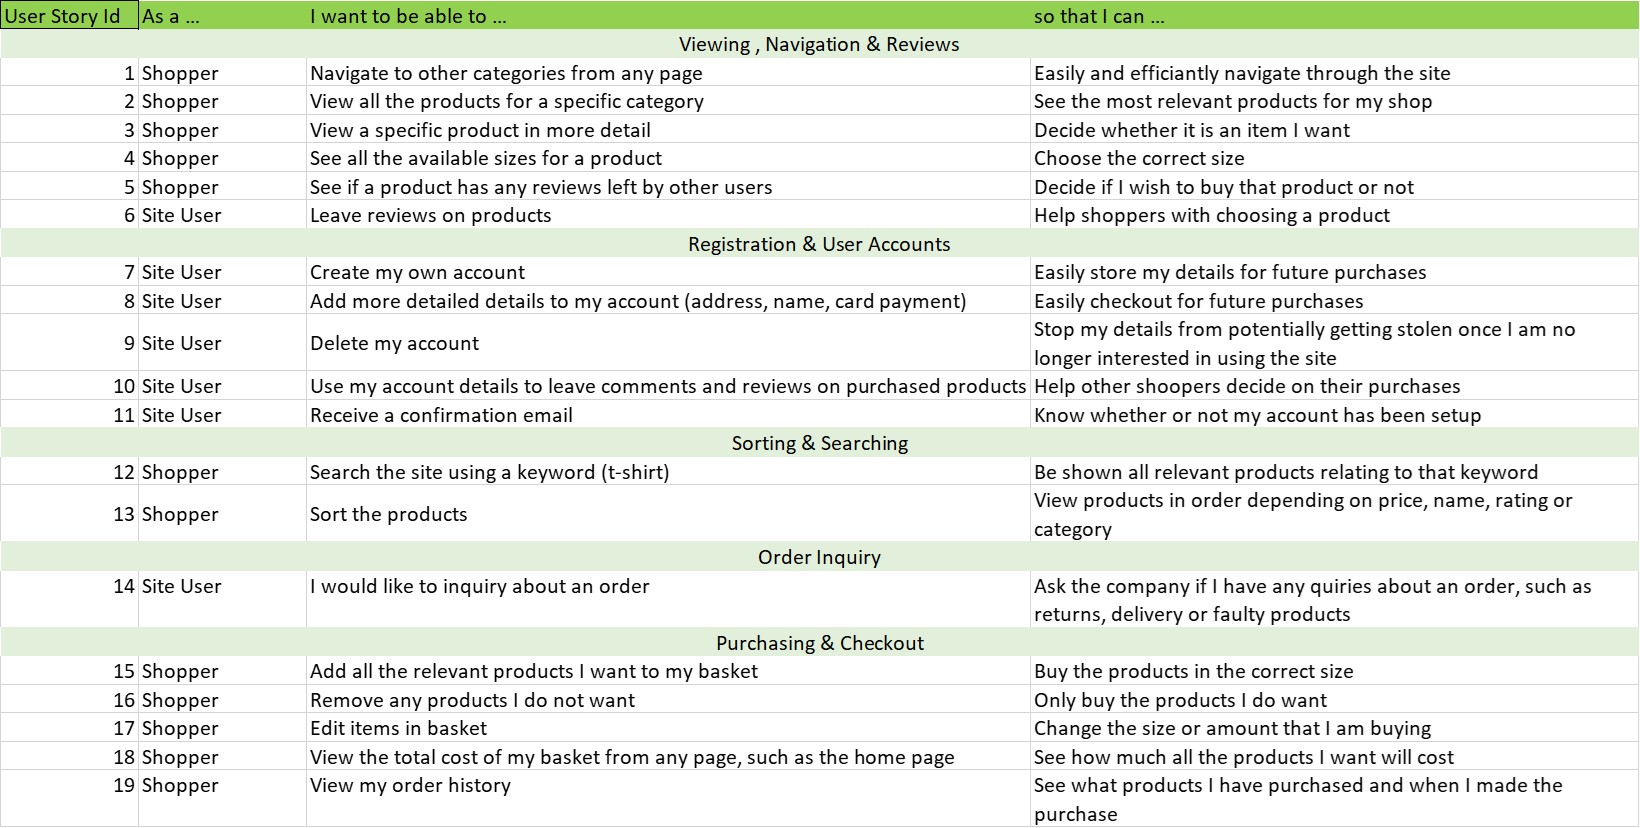 User Story Id As a ... I want to be able to ... so that I can ...
Viewing , Navigation & Reviews
1 Shopper Navigate to other categories from any page Easily and efficiantly navigate through the site
2 Shopper View all the products for a specific category See the most relevant products for my shop
3 Shopper View a specific product in more detail Decide whether it is an item I want
4 Shopper See all the available sizes for a product Choose the correct size
5 Shopper See if a product has any reviews left by other users Decide if I wish to buy that product or not
6 Site User Leave reviews on products Help shoppers with choosing a product
Registration & User Accounts
7 Site User Create my own account Easily store my details for future purchases
8 Site User Add more detailed details to my account (address, name, card payment) Easily checkout for future purchases
9 Site User Delete my account Stop my details from potentially getting stolen once I am no
longer interested in using the site
10 Site User Use my account details to leave comments and reviews on purchased products Help other shoopers decide on their purchases
11 Site User Receive a confirmation email Know whether or not my account has been setup
Sorting & Searching
12 Shopper Search the site using a keyword (t-shirt) Be shown all relevant products relating to that keyword
13 Shopper Sort the products View products in order depending on price, name, rating or
category
Order Inquiry
14 Site User I would like to inquiry about an order Ask the company if I have any quiries about an order, such as
returns, delivery or faulty products
Purchasing & Checkout
15 Shopper Add all the relevant products I want to my basket Buy the products in the correct size
16 Shopper Remove any products I do not want Only buy the products I do want
17 Shopper Edit items in basket Change the size or amount that I am buying
18 Shopper View the total cost of my basket from any page, such as the home page See how much all the products I want will cost
19 Shopper View my order history See what products I have purchased and when I made the
purchase